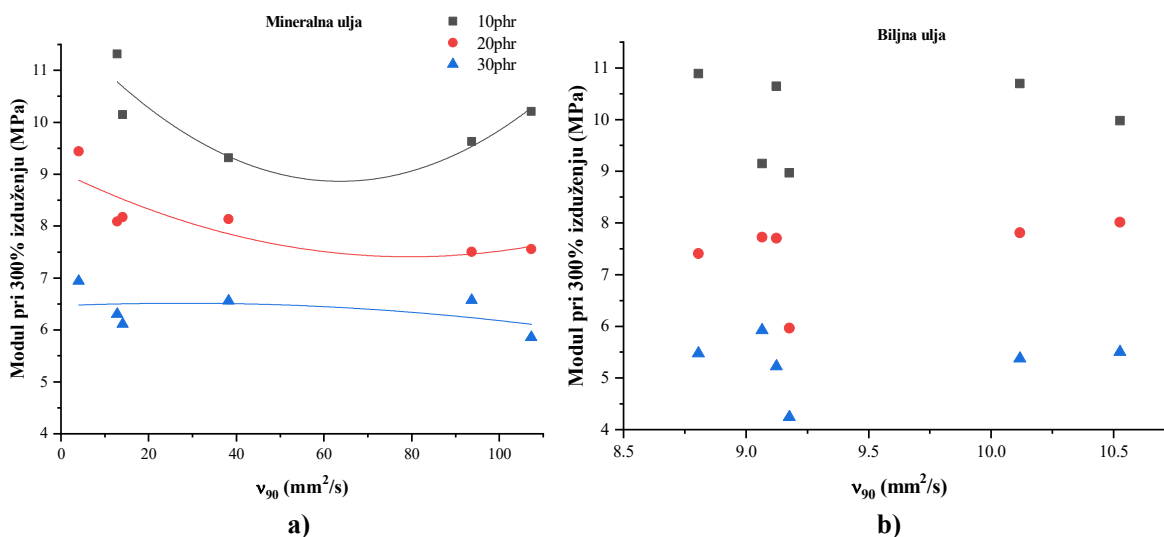 Mineralna ulja
10phr
20phr
30phr
Modul pri 300% izduženju (MPa)
11
10
9
8
7
6
5
4
0
20
40
60
80
100
ν90 (mm²/s)
a)
Biljna ulja
Modul pri 300% izduženju (MPa)
11
10
9
8
7
6
5
4
8.5
9.0
9.5
10.0
10.5
ν90 (mm²/s)
b)